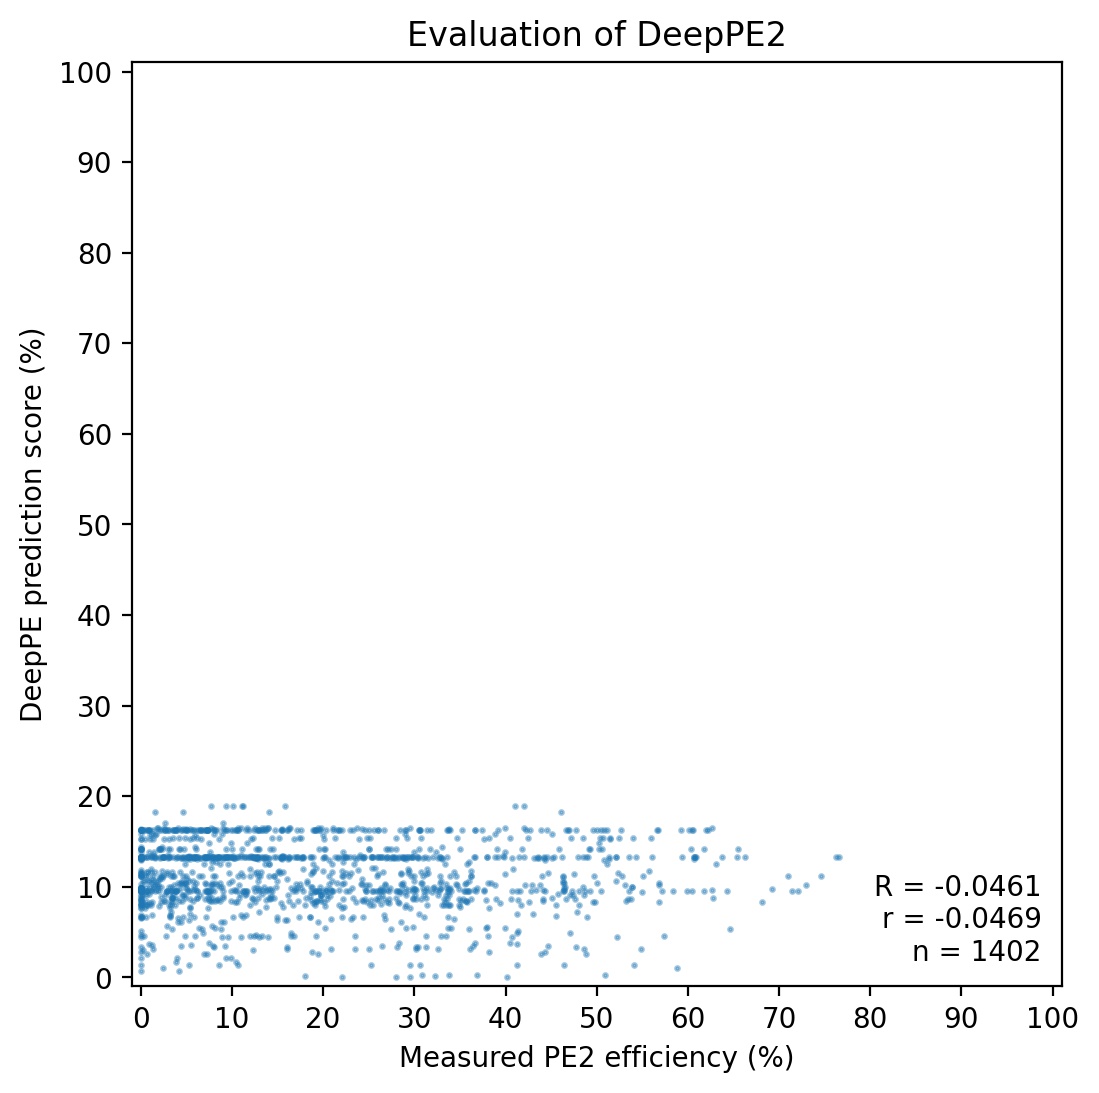 Evaluation of DeepPE2
100
90
80
70
60
50
40
30
20
10
0
DeepPE prediction score (%)
R = -0.0461
r = -0.0469
n = 1402
0 10 20 30 40 50 60 70 80 90 100
Measured PE2 efficiency (%)